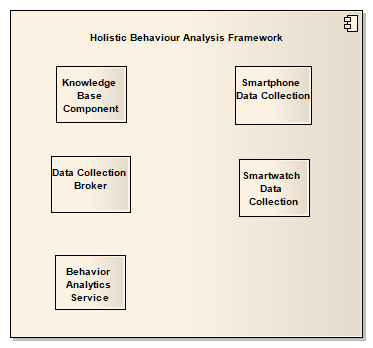 Holistic Behaviour Analysis Framework
Knowledge
Base
Component
Smartphone
Data Collection
Data Collection
Broker
Smartwatch
Data
Collection
Behavior
Analytics
Service